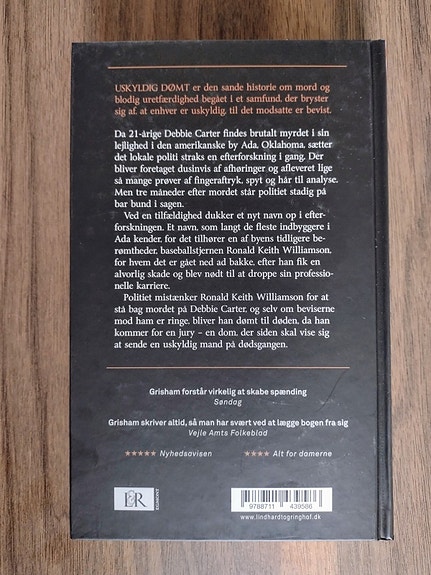 USKYLDIG DØMT er den sande historie om mord og
blodig uretfærdighed begået i et samfund, der bryster
sig af, at enhver er uskyldig, til det modsatte er bevist.
Da 21-årige Debbie Carter findes brutalt myrdet i sin
lejlighed i den amerikanske by Ada, Oklahoma, sætter
det lokale politi straks en efterforskning i gang. Der
bliver foretaget dusinvis af afhøringer og afleveret lige
så mange prøver af fingeraftryk, spyt og hår til analyse.
Men tre måneder efter mordet står politiet stadig på
bar bund i sagen.
Ved en tilfældighed dukker et nyt navn op i efter-
forskningen. Et navn, som langt de fleste indbyggere i
Ada kender, for det tilhører en af byens tidligere be-
rømtheder, baseballstjernen Ronald Keith Williamson,
for hvem det er gået ned ad bakke, efter han fik en
alvorlig skade og blev nødt til at droppe sin professio-
nelle karriere.
Politiet mistænker Ronald Keith Williamson for at
stå bag mordet på Debbie Carter, og selv om beviserne
mod ham er ringe, bliver han dømt til døden, da han
kommer for en jury – en dom, der siden skal vise sig
at sende en uskyldig mand på dødsgangen.
Grisham forstår virkelig at skabe spænding
Søndag
Grisham skriver altid, så man har svært ved at lægge bogen fra sig
Vejle Amts Folkeblad
★★★★★ Nyhedsavisen ★★★★ Alt for damerne
L&R
9788711 439586
www.lindhardtogringhof.dk